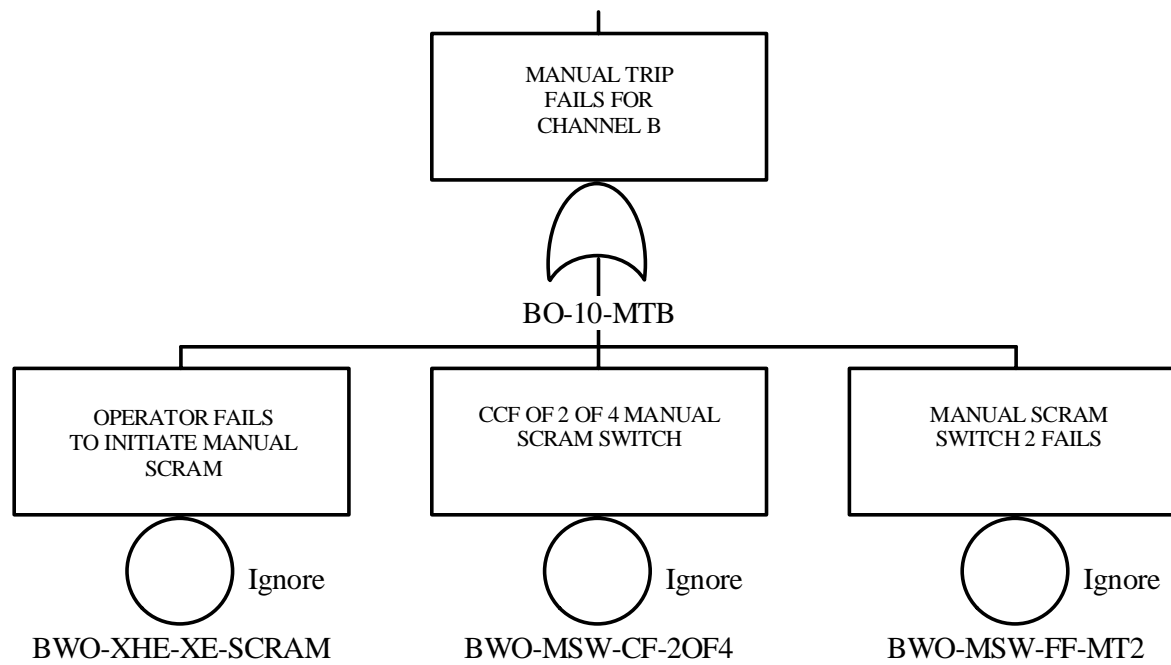 MANUAL TRIP
FAILS FOR
CHANNEL B
BO-10-MTB
OPERATOR FAILS
TO INITIATE MANUAL
SCRAM
CCF OF 2 OF 4 MANUAL
SCRAM SWITCH
MANUAL SCRAM
SWITCH 2 FAILS
Ignore
Ignore
Ignore
BWO-XHE-XE-SCRAM
BWO-MSW-CF-2OF4
BWO-MSW-FF-MT2